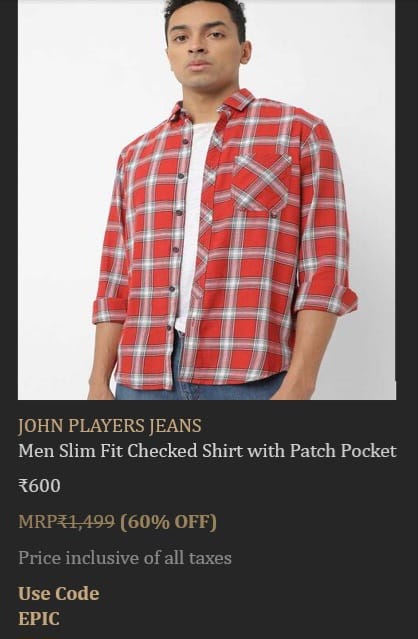 JOHN PLAYERS JEANS
Men Slim Fit Checked Shirt with Patch Pocket
₹600
MRP₹1,499 (60% OFF)
Price inclusive of all taxes
Use Code
EPIC